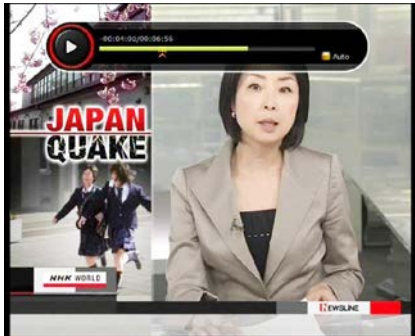 -00:04:00/00:06:56
Auto
JAPAN
QUAKE
NHK WORLD
NEWSLINE